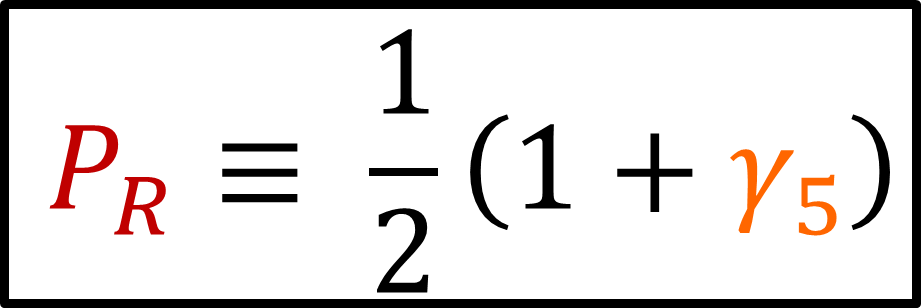 P_R ≡ 1/2 (1 + γ_5)